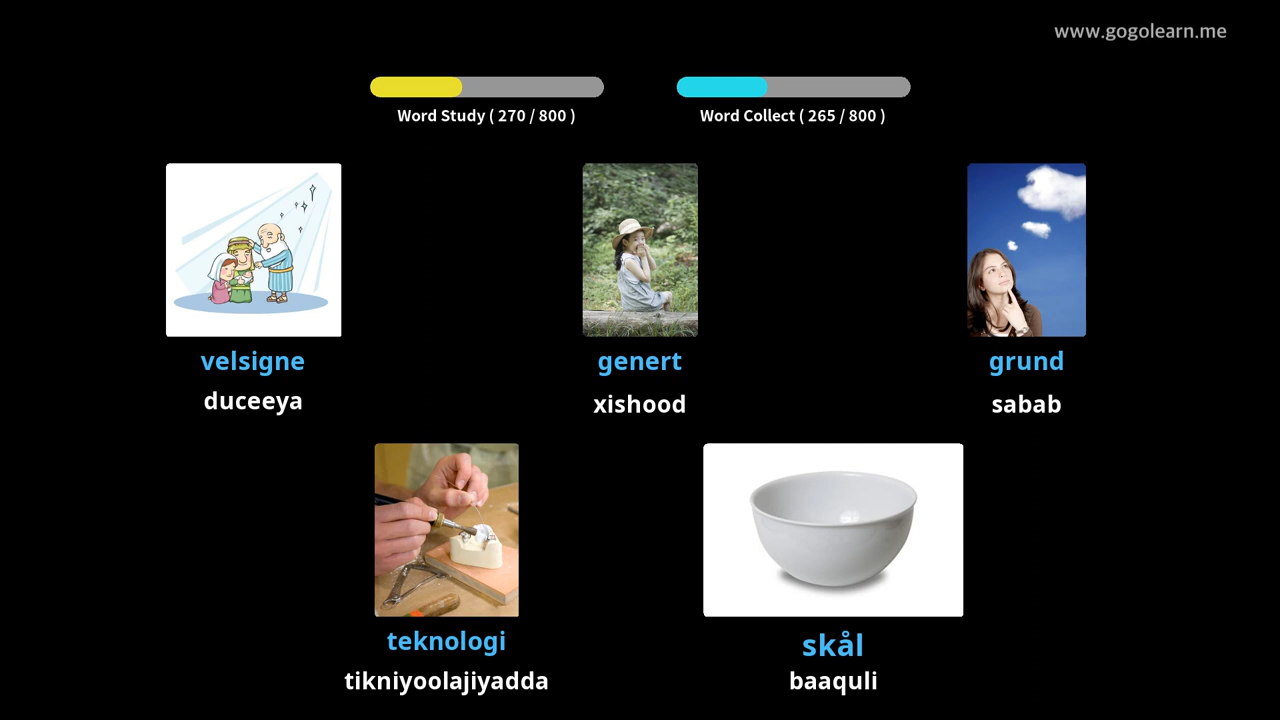 www.gogolearn.me
Word Study ( 270 / 800 )
Word Collect ( 265 / 800 )
velsigne
duceeya
genert
xishood
grund
sabab
teknologi
tikniyoolajiyadda
skål
baaquli